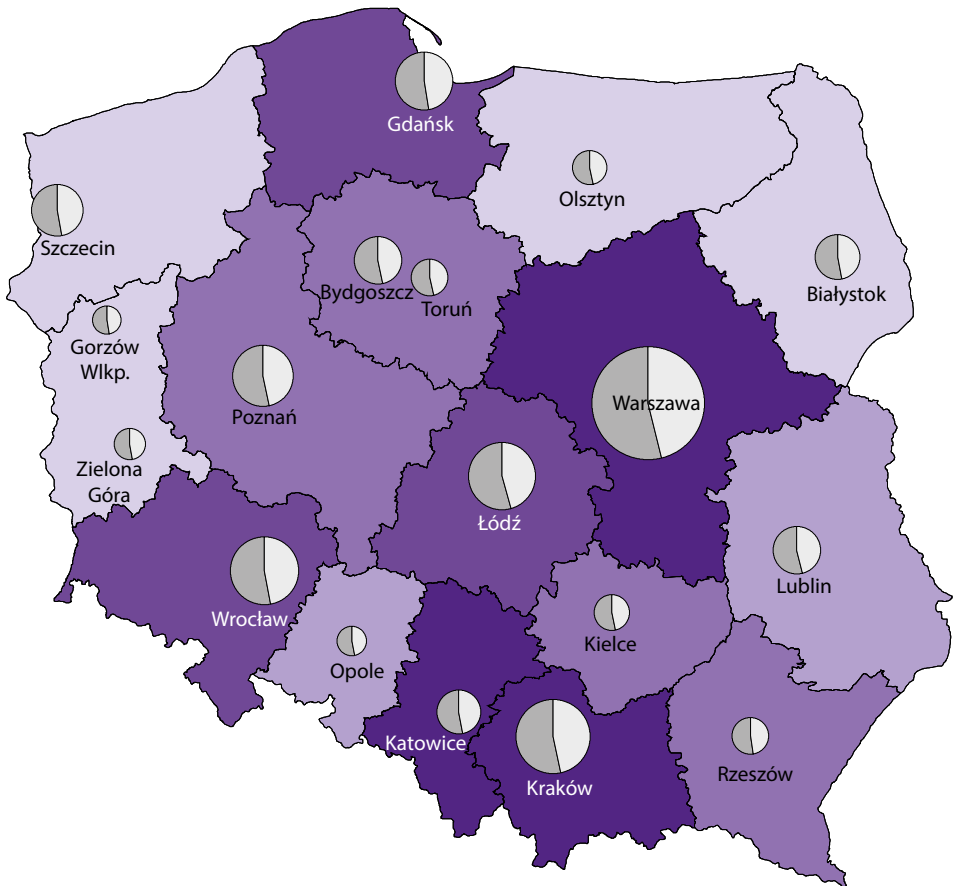 Gdańsk
Olsztyn
Szczecin
Bydgoszcz
Toruń
Białystok
Gorzów
Wlkp.
Poznań
Warszawa
Zielona
Góra
Łódź
Wrocław
Lublin
Kielce
Opole
Katowice
Kraków
Rzeszów